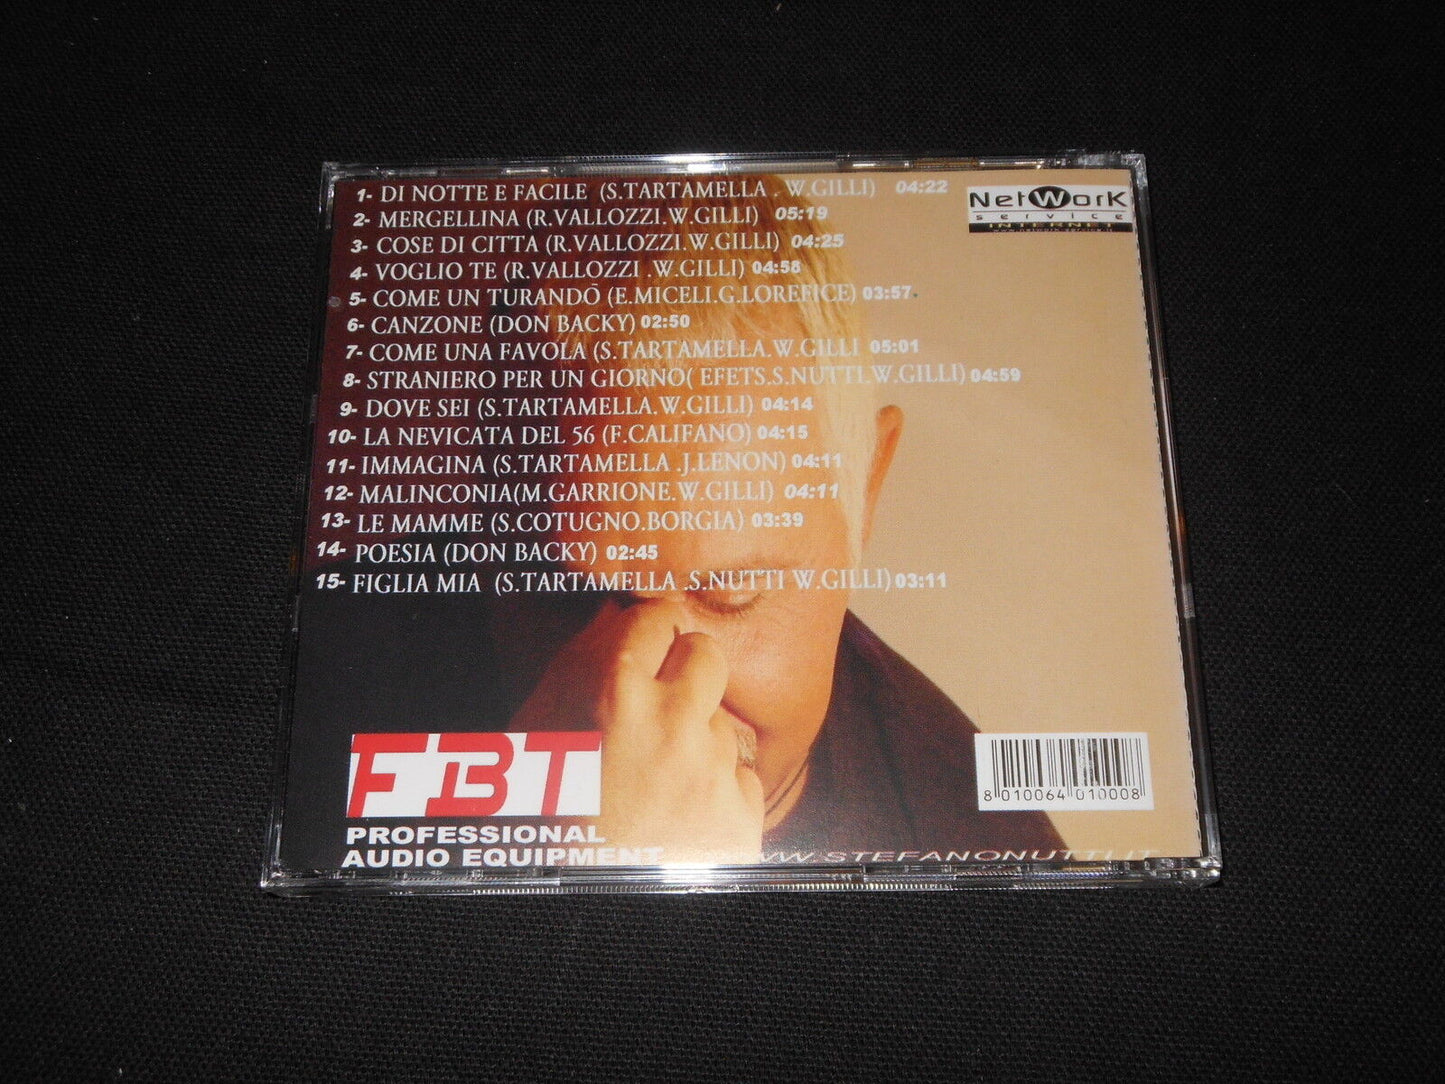 1- DI NOTTE E FACILE (S.TARTAMELLA . W.GILLI) 04:22
2- MERGELLINA (R.VALLOZZI.W.GILLI) 05:19
3- COSE DI CITTA (R.VALLOZZI.W.GILLI) 04:25
4- VOGLIO TE (R.VALLOZZI .W.GILLI) 04:58
5- COME UN TURANDŌ (E.MICELI.G.LOREFICE) 03:57
6- CANZONE (DON BACKY) 02:50
7- COME UNA FAVOLA (S.TARTAMELLA.W.GILLI 05:01
8- STRANIERO PER UN GIORNO( EFETS.S.NUTTI.W.GILLI) 04:59
9- DOVE SEI (S.TARTAMELLA.W.GILLI) 04:14
10- LA NEVICATA DEL 56 (F.CALIFANO) 04:15
11- IMMAGINA (S.TARTAMELLA .J.LENON) 04:11
12- MALINCONIA(M.GARRIONE.W.GILLI) 04:11
13- LE MAMME (S.COTUGNO.BORGIA) 03:39
14- POESIA (DON BACKY) 02:45
15- FIGLIA MIA (S.TARTAMELLA .S.NUTTI W.GILLI) 03:11
NetWork
service
INTERNET
FBT
PROFESSIONAL
AUDIO EQUIPMENT
WWW.STEFANONUTTI.IT
8 010064 010008